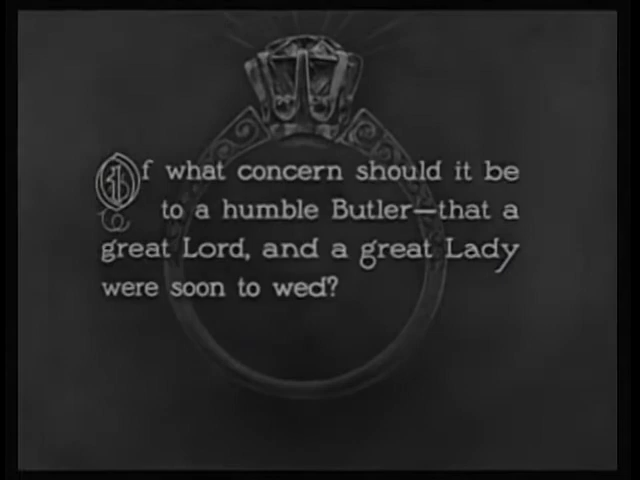 Of what concern should it be
to a humble Butler—that a
great Lord, and a great Lady
were soon to wed?